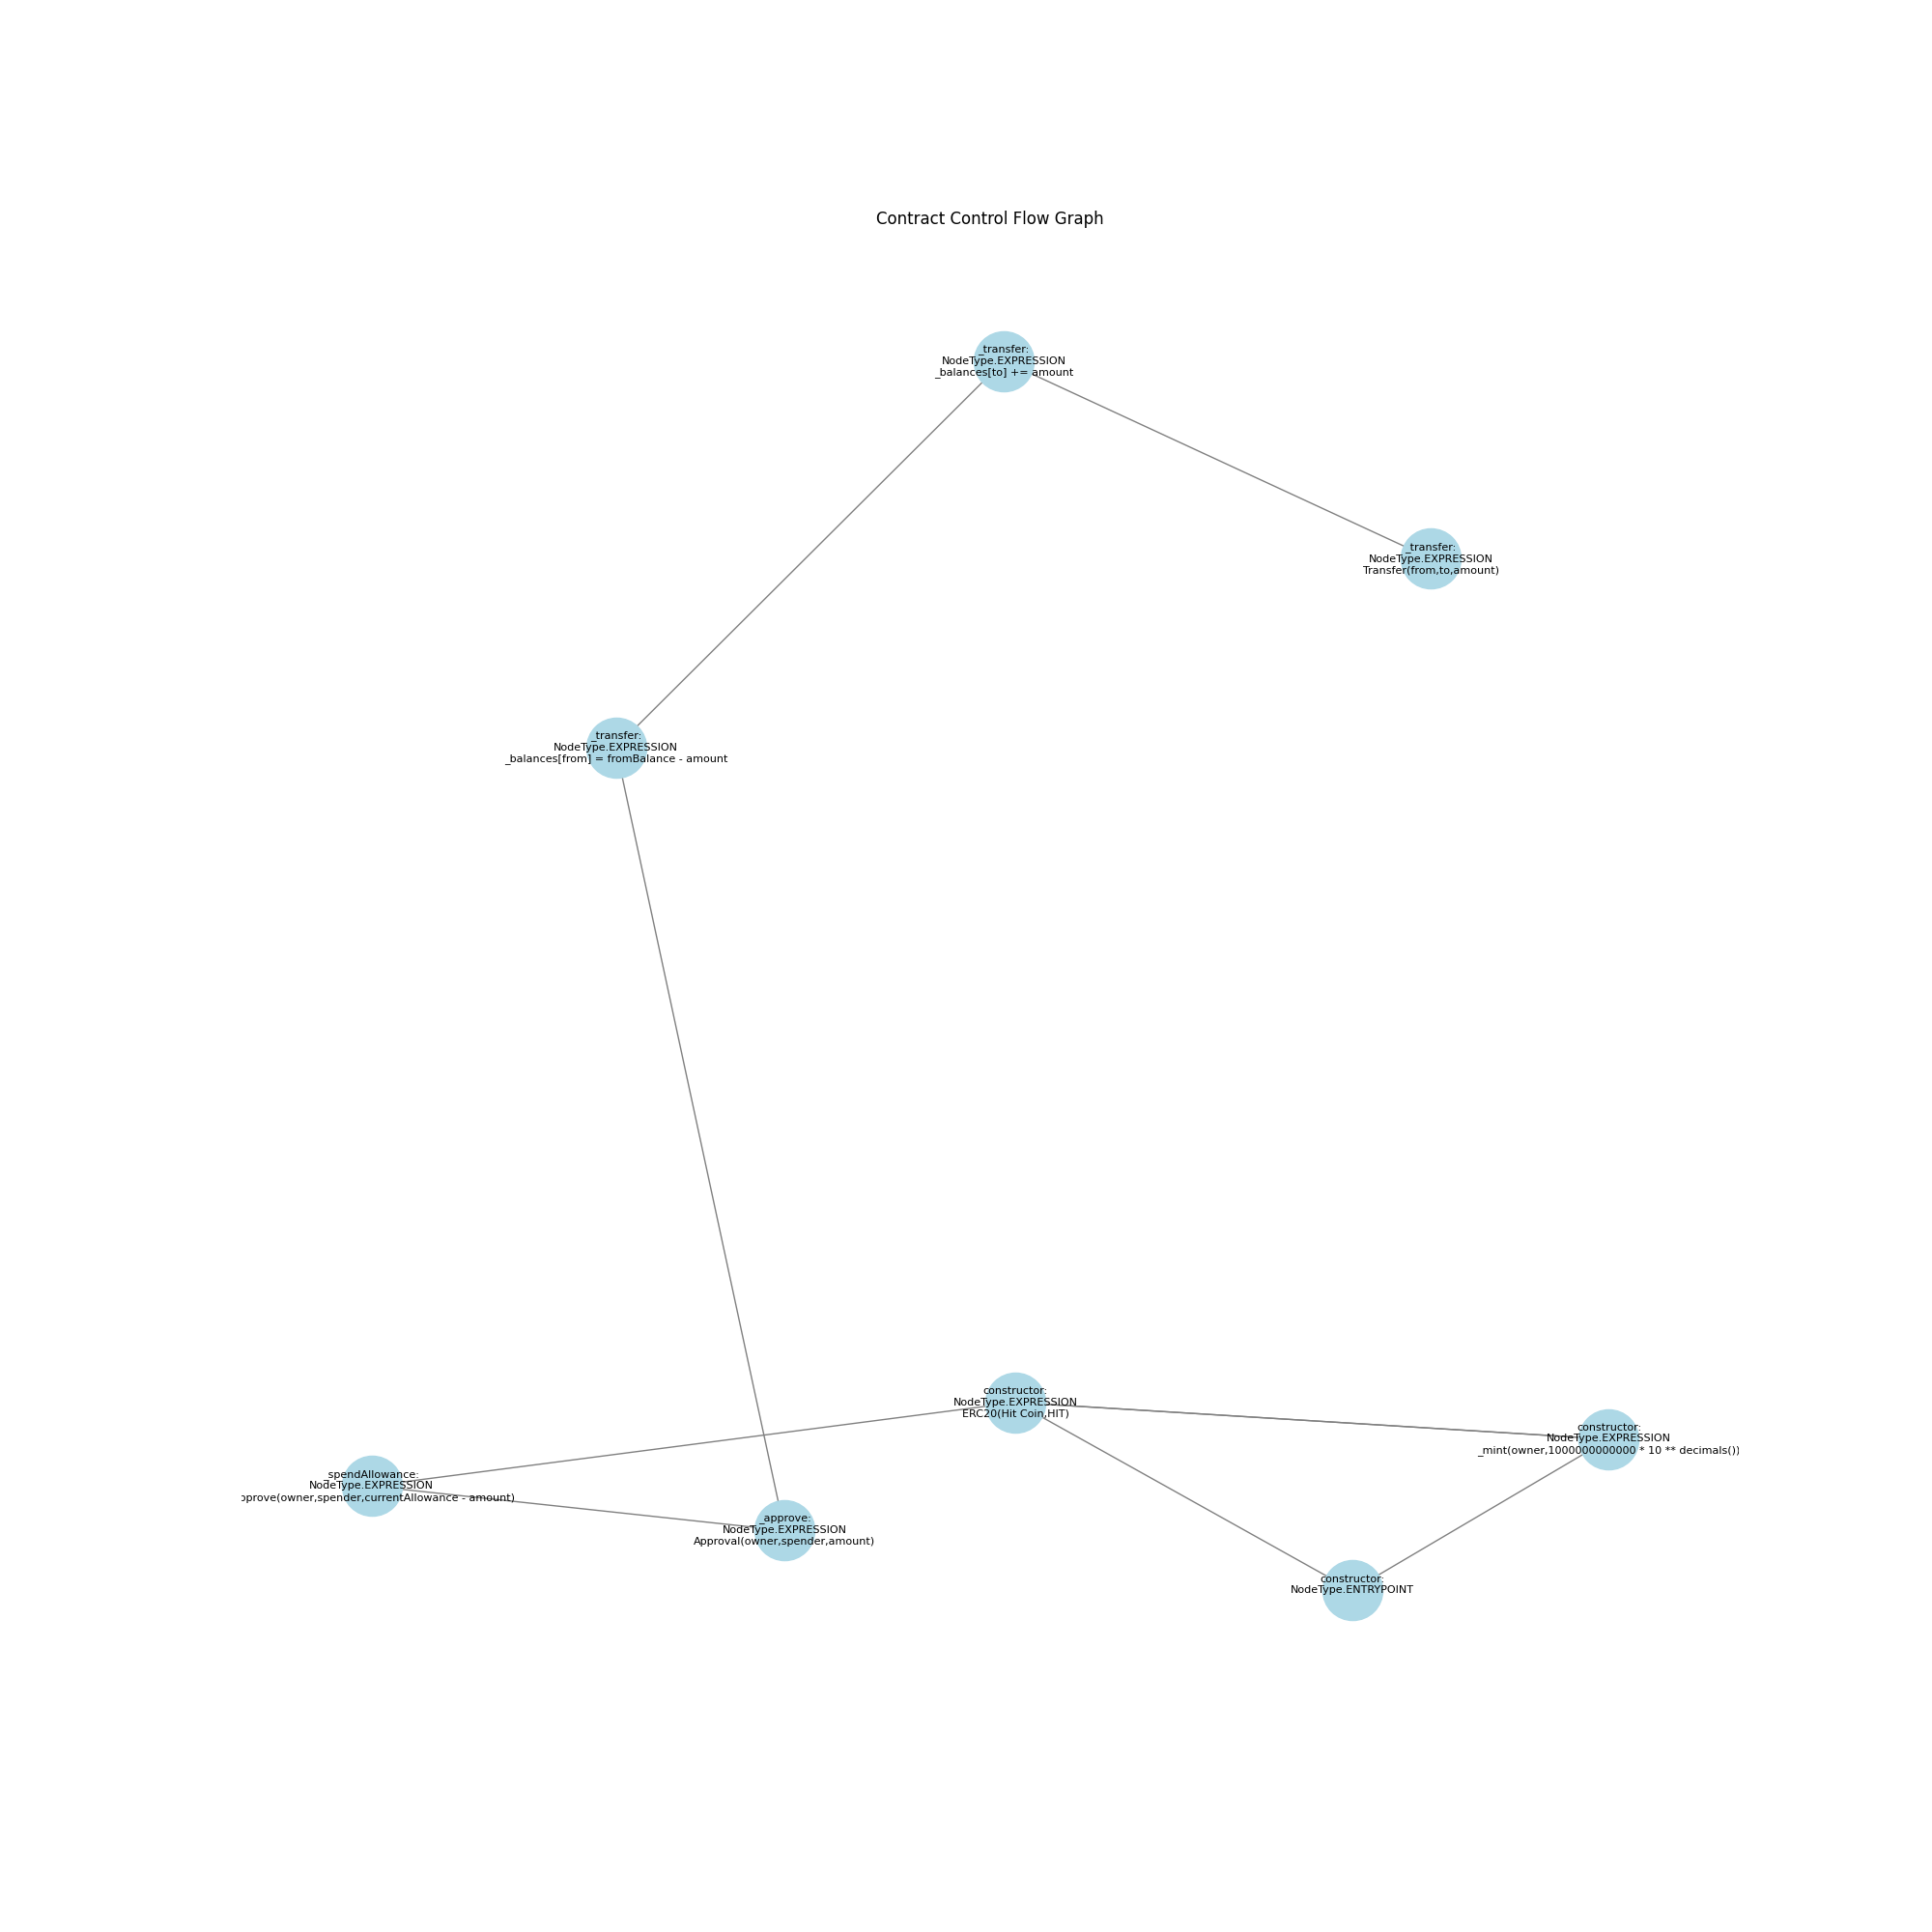 Contract Control Flow Graph
_transfer:
NodeType.EXPRESSION
_balances[to] += amount
_transfer:
NodeType.EXPRESSION
Transfer(from,to,amount)
_transfer:
NodeType.EXPRESSION
_balances[from] = fromBalance - amount
constructor:
NodeType.EXPRESSION
ERC20(Hit Coin,HIT)
constructor:
NodeType.EXPRESSION
_mint(owner,1000000000000 * 10 ** decimals())
_spendAllowance:
NodeType.EXPRESSION
pprove(owner,spender,currentAllowance - amount)
_approve:
NodeType.EXPRESSION
Approval(owner,spender,amount)
constructor:
NodeType.ENTRYPOINT